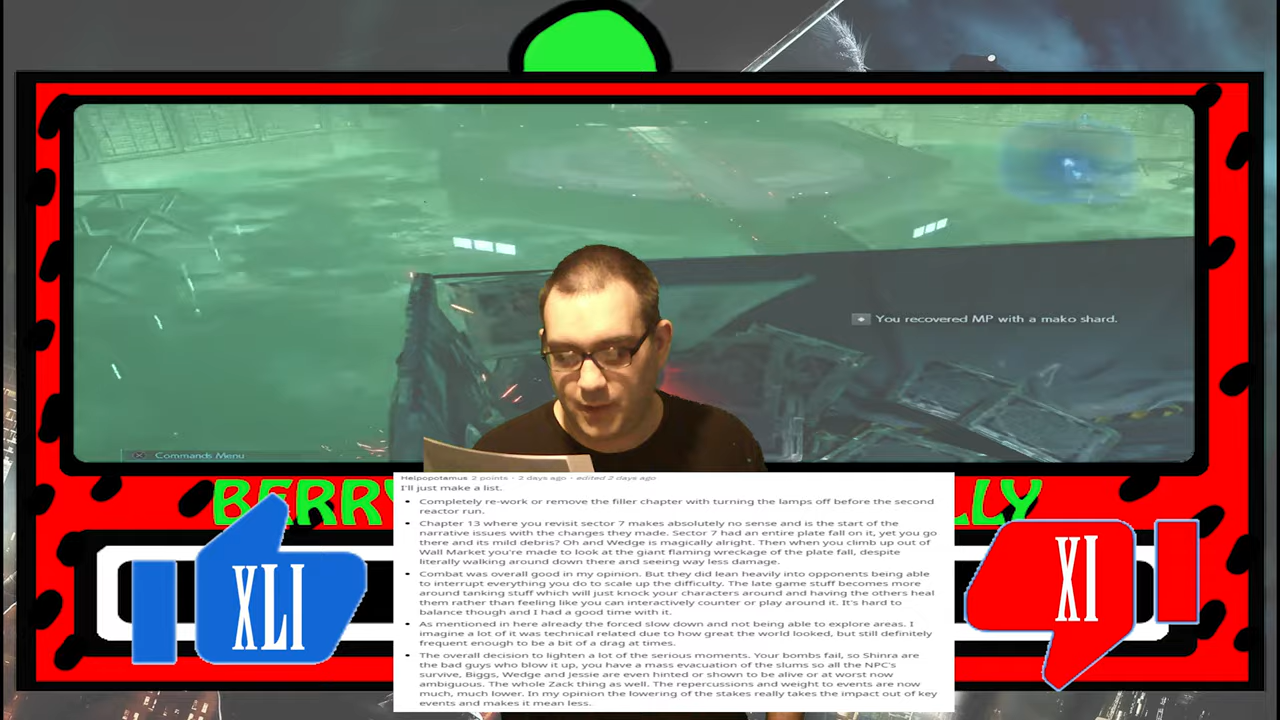 You recovered MP with a mako shard.
Commands Menu
BERRY
LLY
XLI
XI
Helpopotamus 2 points · 2 days ago · edited 2 days ago
I'll just make a list.
• Completely re-work or remove the filler chapter with turning the lamps off before the second
reactor run.
• Chapter 13 where you revisit sector 7 makes absolutely no sense and is the start of the
narrative issues with the changes they made. Sector 7 had an entire plate fall on it, yet you go
there and its mild debris? Oh and Wedge is magically alright. Then when you climb up out of
Wall Market you're made to look at the giant flaming wreckage of the plate fall, despite
literally walking around down there and seeing way less damage.
• Combat was overall good in my opinion. But they did lean heavily into opponents being able
to interrupt everything you do to scale up the difficulty. The late game stuff becomes more
around tanking stuff which will just knock your characters around and having the others heal
them rather than feeling like you can interactively counter or play around it. It's hard to
balance though and I had a good time with it.
• As mentioned in here already the forced slow down and not being able to explore areas. I
imagine a lot of it was technical related due to how great the world looked, but still definitely
frequent enough to be a bit of a drag at times.
• The overall decision to lighten a lot of the serious moments. Your bombs fail, so Shinra are
the bad guys who blow it up, you have a mass evacuation of the slums so all the NPC's
survive, Biggs, Wedge and Jessie are even hinted or shown to be alive or at worst now
ambiguous. The whole Zack thing as well. The repercussions and weight to events are now
much, much lower. In my opinion the lowering of the stakes really takes the impact out of key
events and makes it mean less.